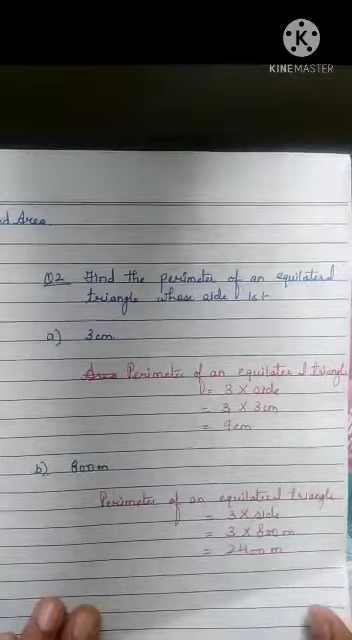 K
KINEMASTER
nd Area
Q2 Find the perimeter of an equilateral
triangle whose side is :-
a) 3cm
Area Perimeter of an equilateral triangle
= 3 × side
= 3 × 3cm
= 9cm
b) 800m
Perimeter of an equilateral triangle
= 3 × side
= 3 × 800m
= 2400m